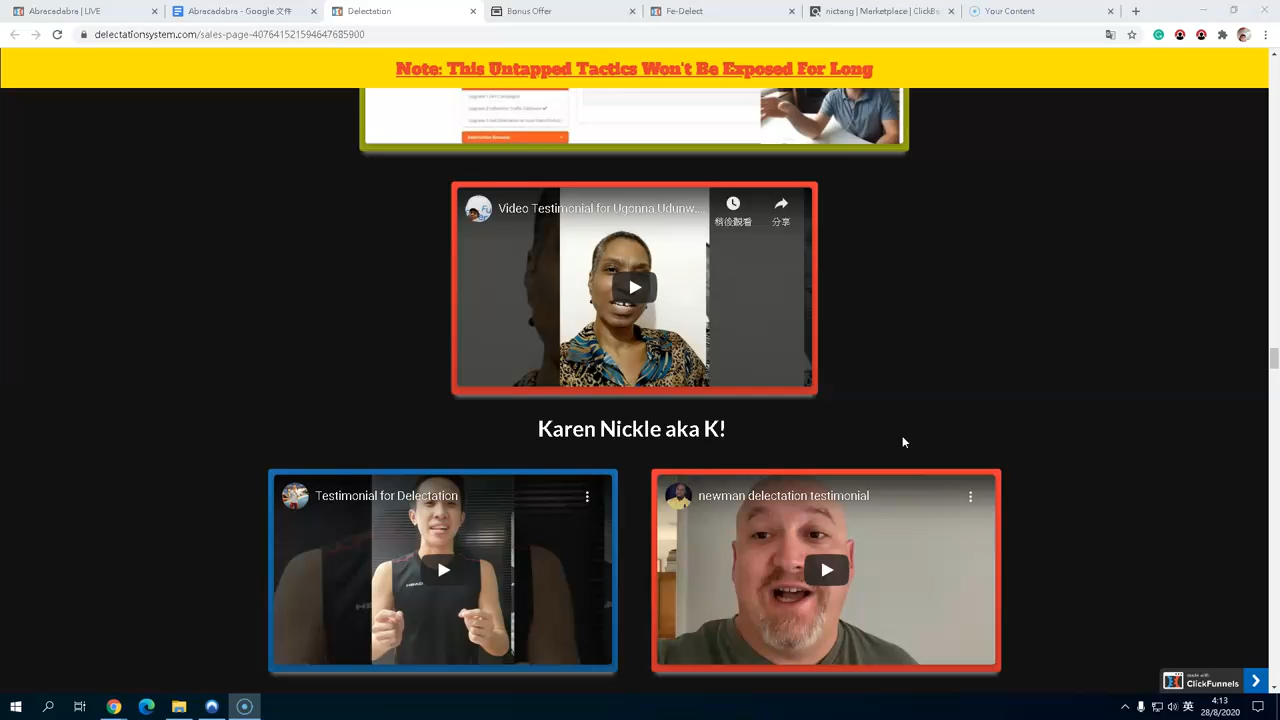 Abracadabra | LIVE
Abracadabra - Google 文件
Delectation
Bonus Offer
Fe-Delect
nictang | Marketplace | ClickB
Your Content
delectationsystem.com/sales-page-407641521594647685900
Note: This Untapped Tactics Won't Be Exposed For Long
Video Testimonial for Ugonna Udunw...
稍後觀看
分享
Karen Nickle aka K!
Testimonial for Delectation
newman delectation testimonial
HEAD
made with
ClickFunnels
英
4:13
28/8/2020